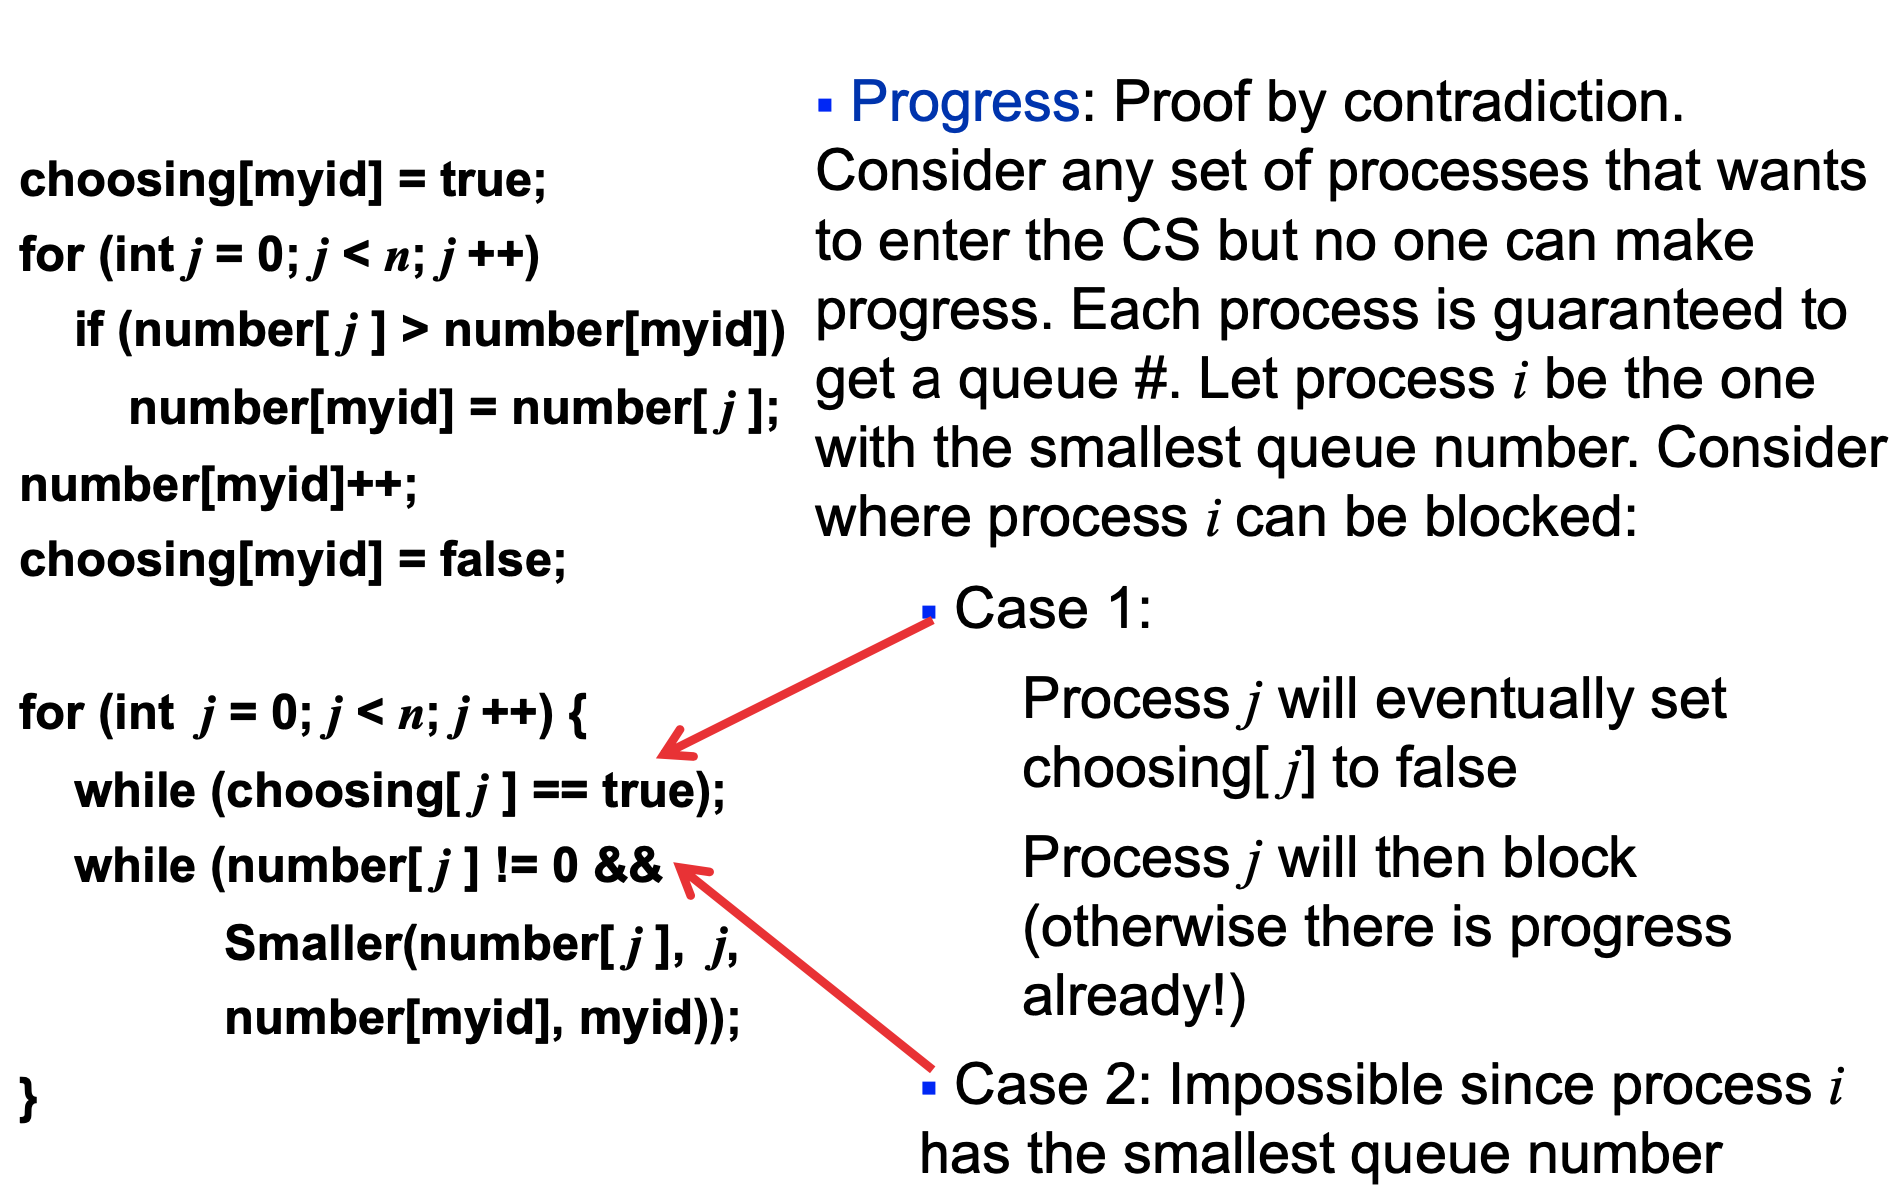 choosing[myid] = true;
for (int j = 0; j < n; j ++)
if (number[ j ] > number[myid])
number[myid] = number[ j ];
number[myid]++;
choosing[myid] = false;
for (int j = 0; j < n; j ++) {
while (choosing[ j ] == true);
while (number[ j ] != 0 &&
Smaller(number[ j ], j,
number[myid], myid));
}
▪ Progress: Proof by contradiction.
Consider any set of processes that wants
to enter the CS but no one can make
progress. Each process is guaranteed to
get a queue #. Let process i be the one
with the smallest queue number. Consider
where process i can be blocked:
▪ Case 1:
Process j will eventually set
choosing[ j] to false
Process j will then block
(otherwise there is progress
already!)
▪ Case 2: Impossible since process i
has the smallest queue number